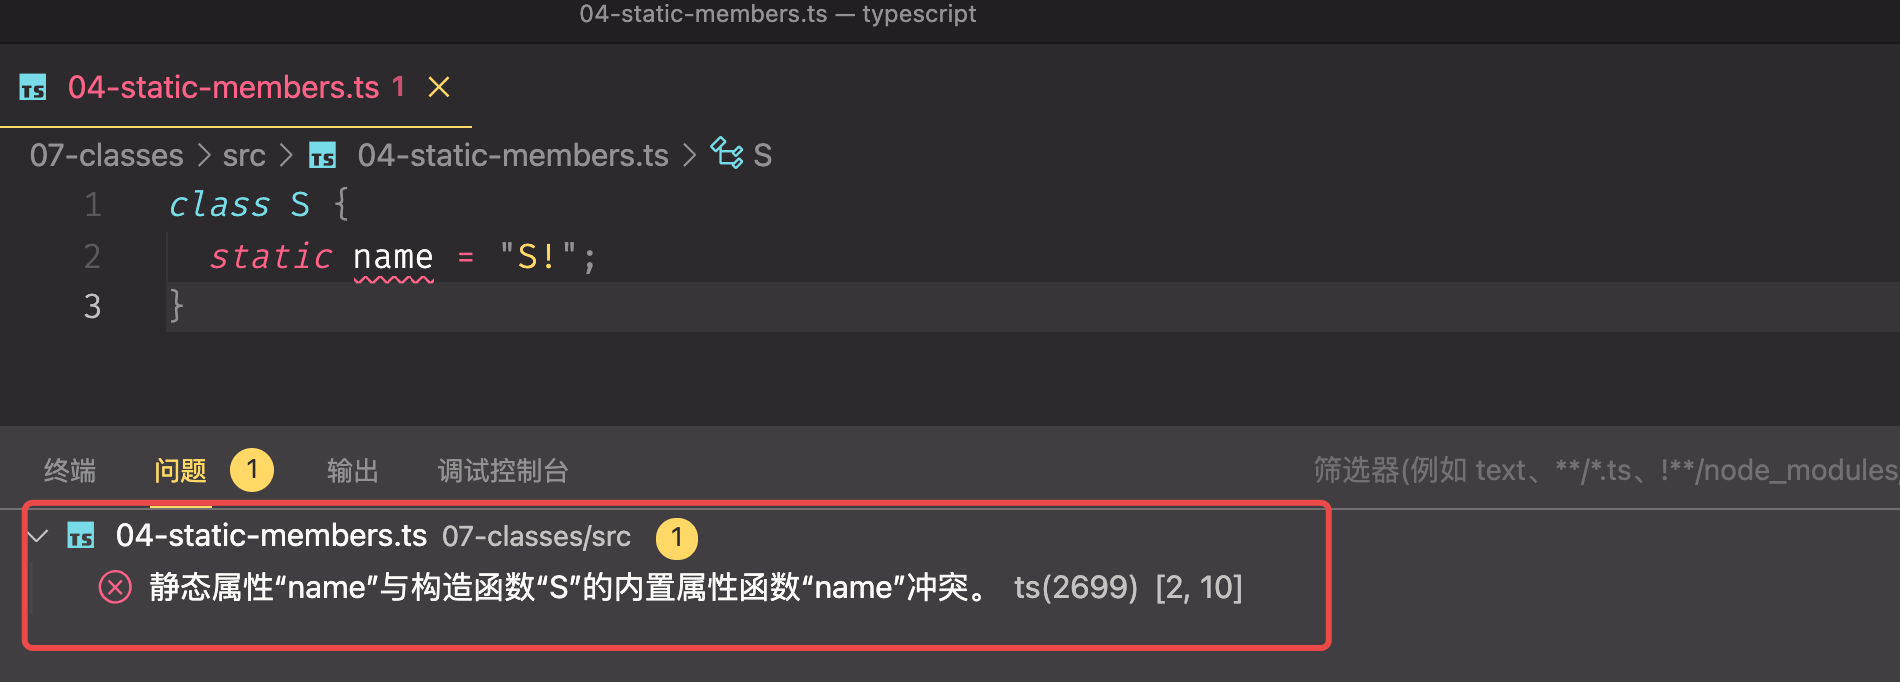 04-static-members.ts — typescript
TS 04-static-members.ts 1
07-classes > src > TS 04-static-members.ts > S
1 class S {
2 static name = "S!";
3 }
终端 问题 1 输出 调试控制台 筛选器(例如 text、**/*.ts、!**/node_modules
TS 04-static-members.ts 07-classes/src 1
静态属性“name”与构造函数“S”的内置属性函数“name”冲突。 ts(2699) [2, 10]